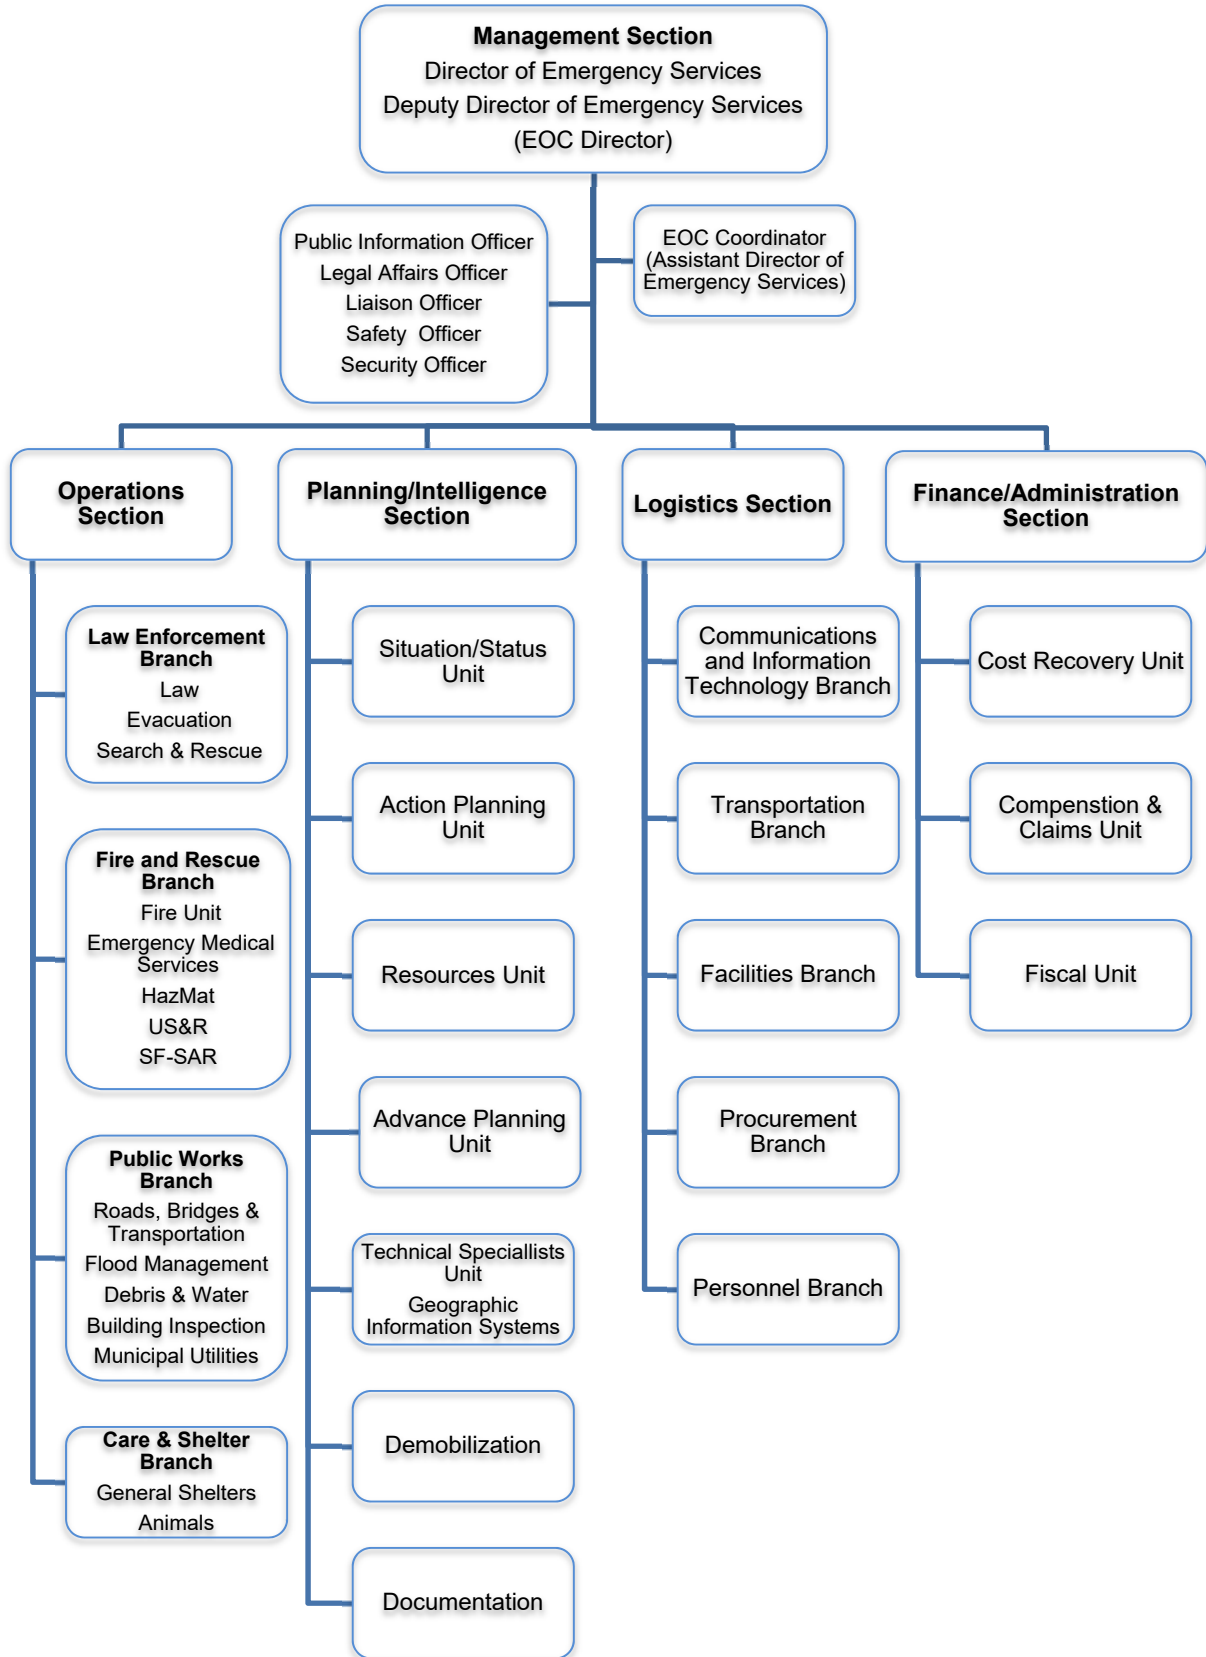 Management Section
Director of Emergency Services
Deputy Director of Emergency Services
(EOC Director)
Public Information Officer
Legal Affairs Officer
Liaison Officer
Safety Officer
Security Officer
EOC Coordinator
(Assistant Director of
Emergency Services)
Operations
Section
Law Enforcement
Branch
Law
Evacuation
Search & Rescue
Fire and Rescue
Branch
Fire Unit
Emergency Medical
Services
HazMat
US&R
SF-SAR
Public Works
Branch
Roads, Bridges &
Transportation
Flood Management
Debris & Water
Building Inspection
Municipal Utilities
Care & Shelter
Branch
General Shelters
Animals
Planning/Intelligence
Section
Situation/Status
Unit
Action Planning
Unit
Resources Unit
Advance Planning
Unit
Technical Speciallists
Unit
Geographic
Information Systems
Demobilization
Documentation
Logistics Section
Communications
and Information
Technology Branch
Transportation
Branch
Facilities Branch
Procurement
Branch
Personnel Branch
Finance/Administration
Section
Cost Recovery Unit
Compenstion &
Claims Unit
Fiscal Unit